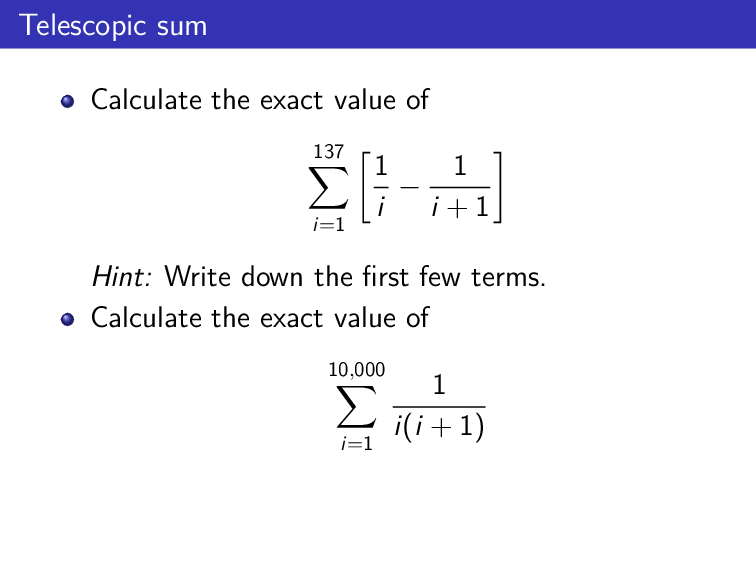 Telescopic sum
Calculate the exact value of
\sum_{i=1}^{137} \left[ \frac{1}{i} - \frac{1}{i+1} \right]
Hint: Write down the first few terms.
Calculate the exact value of
\sum_{i=1}^{10,000} \frac{1}{i(i+1)}